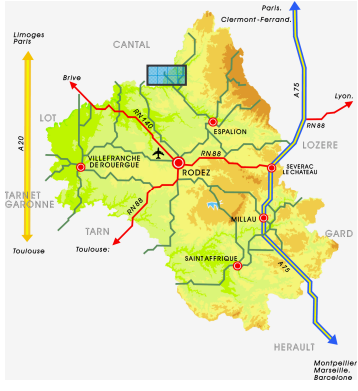 Paris.
Clermont-Ferrand.
Limoges
Paris
CANTAL
Brive
A75
Lyon.
RN88
LOT
RN140
A20
ESPALION
LOZERE
RN88
VILLEFRANCHE
DE ROUERGUE
RODEZ
SEVERAC
LE CHATEAU
TARN ET
GARONNE
RN88
MILLAU
TARN
GARD
Toulouse
Toulouse:
SAINT AFFRIQUE
A75
HERAULT
Montpellier
Marseille.
Barcelone